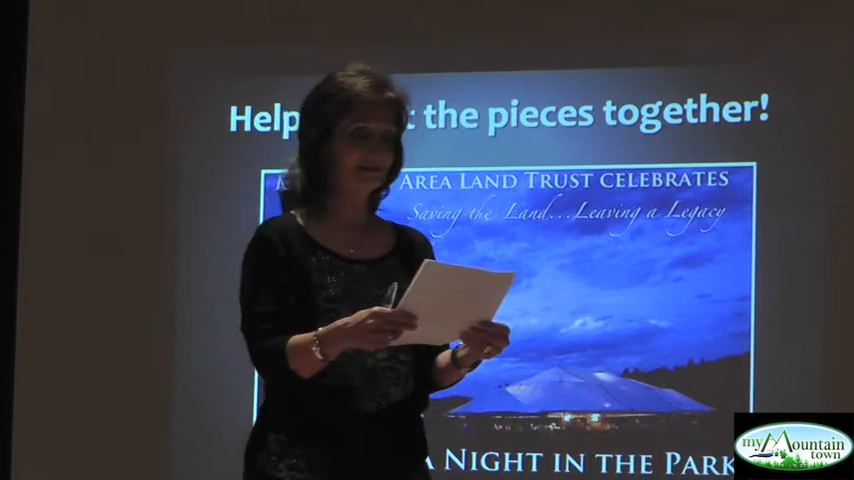 Help t the pieces together!
AREA LAND TRUST CELEBRATES
Saving the Land....Leaving a Legacy
A NIGHT IN THE PARK
my Mountain
town